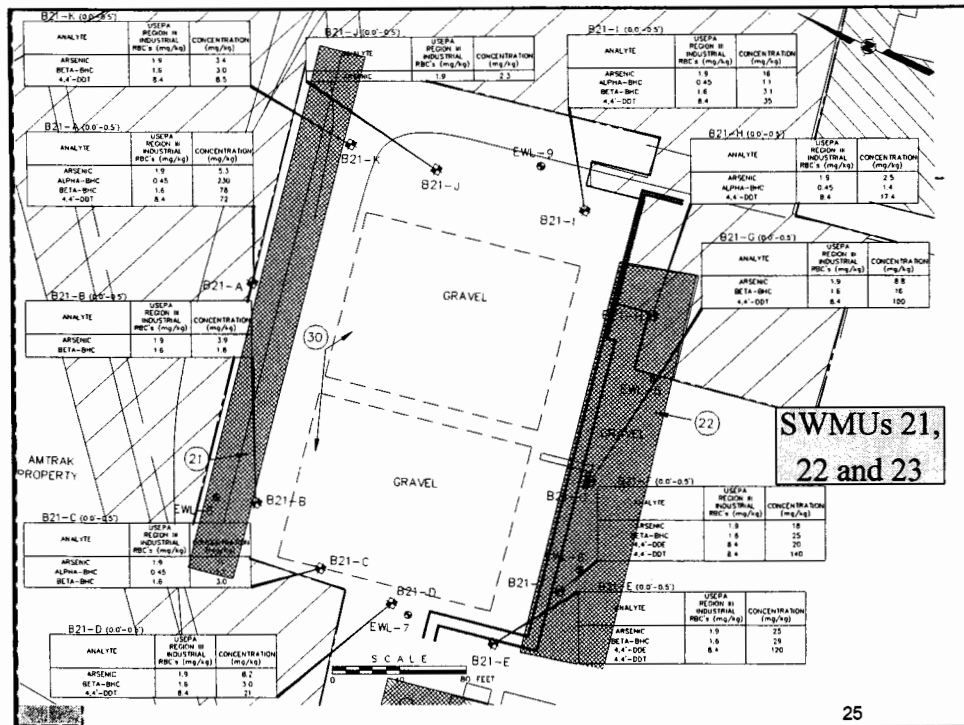 B21-K (0.0'-0.5')
ANALYTE USEPA REGION III INDUSTRIAL RBC's (mg/kg) CONCENTRATION (mg/kg)
ARSENIC 1.9 3.4
BETA-BHC 1.6 3.0
4,4'-DDT 8.4 8.5
B21-J (0.0'-0.5')
ANALYTE USEPA REGION III INDUSTRIAL RBC's (mg/kg) CONCENTRATION (mg/kg)
ARSENIC 1.9 2.3
B21-I (0.0'-0.5')
ANALYTE USEPA REGION III INDUSTRIAL RBC's (mg/kg) CONCENTRATION (mg/kg)
ARSENIC 1.9 16
ALPHA-BHC 0.45 1.1
BETA-BHC 1.6 3.1
4,4'-DDT 8.4 35
B21-A (0.0'-0.5')
ANALYTE USEPA REGION III INDUSTRIAL RBC's (mg/kg) CONCENTRATION (mg/kg)
ARSENIC 1.9 5.3
ALPHA-BHC 0.45 230
BETA-BHC 1.6 78
4,4'-DDT 8.4 72
B21-H (0.0'-0.5')
ANALYTE USEPA REGION III INDUSTRIAL RBC's (mg/kg) CONCENTRATION (mg/kg)
ARSENIC 1.9 2.5
ALPHA-BHC 0.45 1.4
4,4'-DDT 8.4 17.4
B21-G (0.0'-0.5')
ANALYTE USEPA REGION III INDUSTRIAL RBC's (mg/kg) CONCENTRATION (mg/kg)
ARSENIC 1.9 8.8
BETA-BHC 1.6 16
4,4'-DDT 8.4 100
B21-B (0.0'-0.5')
ANALYTE USEPA REGION III INDUSTRIAL RBC's (mg/kg) CONCENTRATION (mg/kg)
ARSENIC 1.9 3.9
BETA-BHC 1.6 1.8
B21-K
B21-J
EWL-9
B21-I
B21-A
GRAVEL
30
22
SWMUs 21,
22 and 23
GRAVEL
21
AMTRAK
PROPERTY
GRAVEL
EWL-8
B21-B
B21-C (0.0'-0.5')
ANALYTE USEPA REGION III INDUSTRIAL RBC's (mg/kg) CONCENTRATION
ARSENIC 1.9
ALPHA-BHC 0.45
BETA-BHC 1.6 3.0
B21-F (0.0'-0.5')
ANALYTE USEPA REGION III INDUSTRIAL RBC's (mg/kg) CONCENTRATION (mg/kg)
ARSENIC 1.9 18
BETA-BHC 1.6 25
4,4'-DDE 8.4 20
4,4'-DDT 8.4 140
B21-C
B21-D
EWL-7
B21-E
B21-E (0.0'-0.5')
ANALYTE USEPA REGION III INDUSTRIAL RBC's (mg/kg) CONCENTRATION (mg/kg)
ARSENIC 1.9 25
BETA-BHC 1.6 29
4,4'-DDE 8.4 120
4,4'-DDT
B21-D (0.0'-0.5')
ANALYTE USEPA REGION III INDUSTRIAL RBC's (mg/kg) CONCENTRATION (mg/kg)
ARSENIC 1.9 8.2
BETA-BHC 1.6 3.0
4,4'-DDT 8.4 21
SCALE
0 40 80 FEET
25